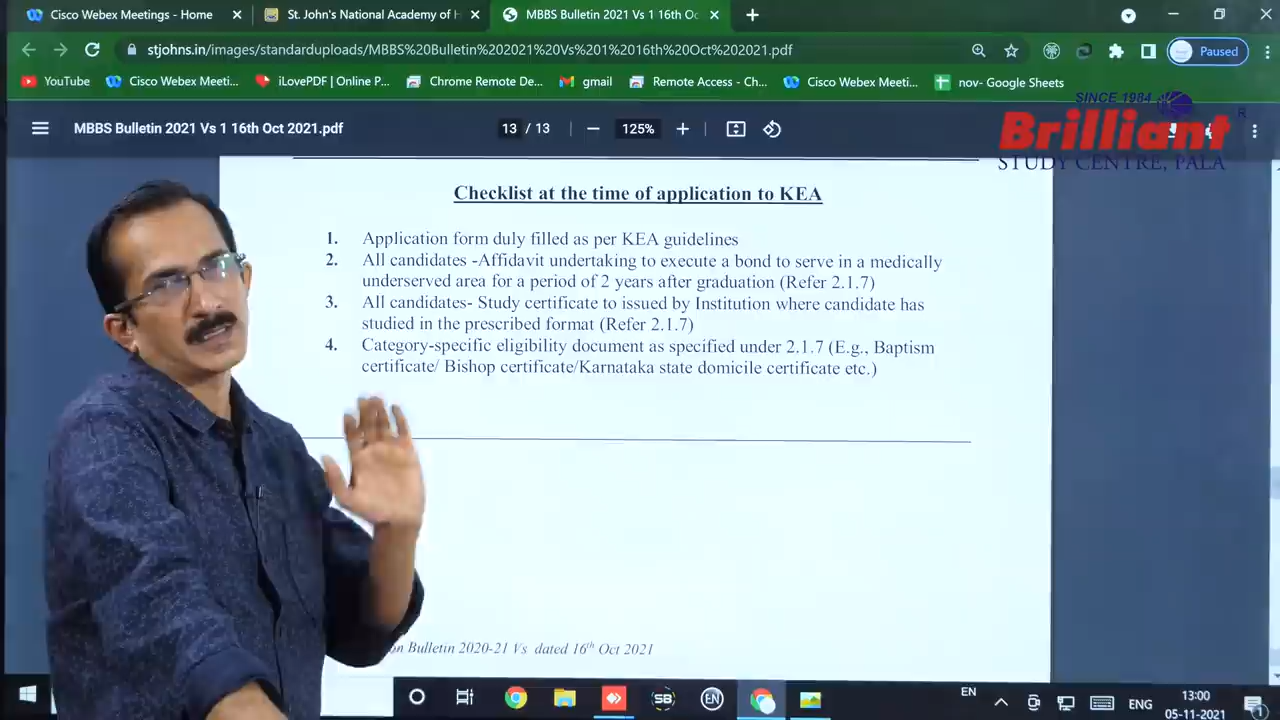 Cisco Webex Meetings - Home
St. John's National Academy of H
MBBS Bulletin 2021 Vs 1 16th Oc
stjohns.in/images/standarduploads/MBBS%20Bulletin%202021%20Vs%201%2016th%20Oct%202021.pdf
Paused
YouTube
Cisco Webex Meeti...
iLovePDF | Online P...
Chrome Remote De...
gmail
Remote Access - Ch...
Cisco Webex Meeti...
nov- Google Sheets
SINCE 1984
R
Brilliant
STUDY CENTRE, PALA
MBBS Bulletin 2021 Vs 1 16th Oct 2021.pdf
13 / 13
125%
Checklist at the time of application to KEA
1. Application form duly filled as per KEA guidelines
2. All candidates -Affidavit undertaking to execute a bond to serve in a medically
underserved area for a period of 2 years after graduation (Refer 2.1.7)
3. All candidates- Study certificate to issued by Institution where candidate has
studied in the prescribed format (Refer 2.1.7)
4. Category-specific eligibility document as specified under 2.1.7 (E.g., Baptism
certificate/ Bishop certificate/Karnataka state domicile certificate etc.)
on Bulletin 2020-21 Vs dated 16th Oct 2021
SB
EN
EN
ENG
13:00
05-11-2021